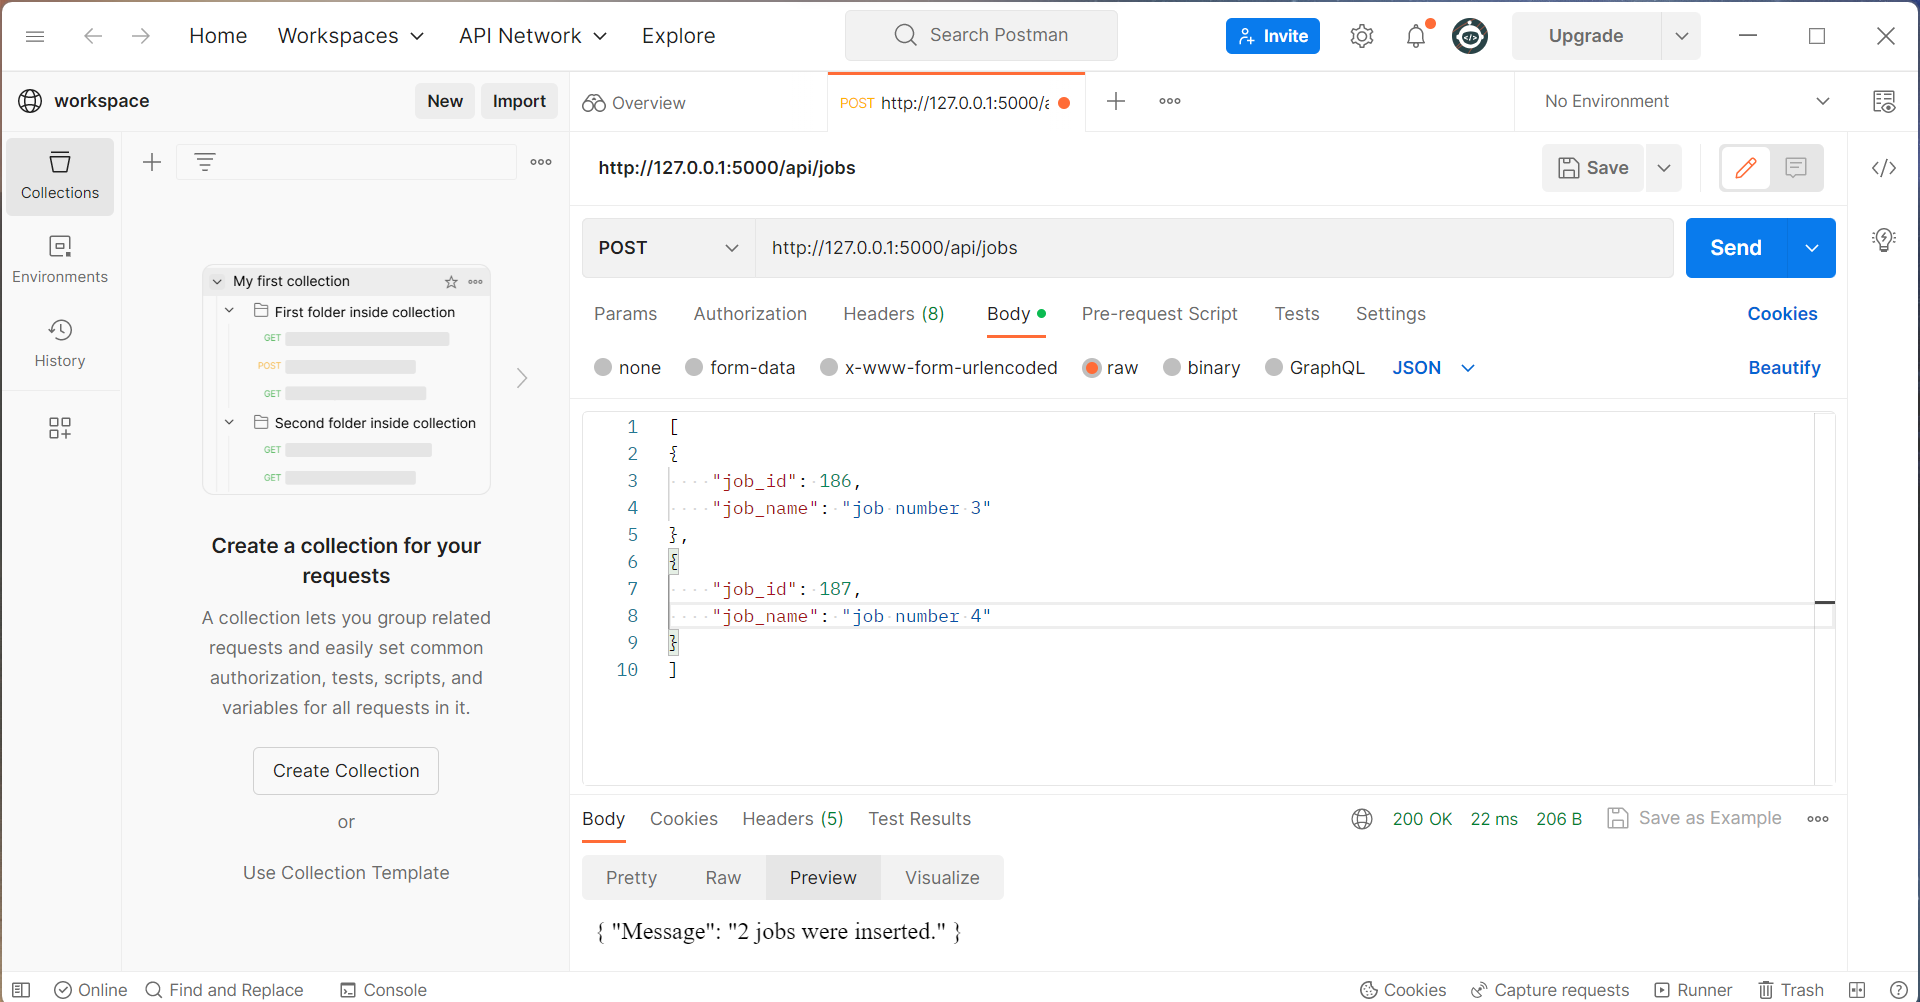 Home Workspaces API Network Explore Search Postman Invite Upgrade
workspace New Import Overview POST http://127.0.0.1:5000/a No Environment
Collections
Environments
History
My first collection
First folder inside collection
GET
POST
GET
Second folder inside collection
GET
GET
Create a collection for your
requests
A collection lets you group related
requests and easily set common
authorization, tests, scripts, and
variables for all requests in it.
Create Collection
or
Use Collection Template
http://127.0.0.1:5000/api/jobs Save
POST http://127.0.0.1:5000/api/jobs Send
Params Authorization Headers (8) Body Pre-request Script Tests Settings Cookies
none form-data x-www-form-urlencoded raw binary GraphQL JSON Beautify
1 [
2 {
3 "job_id": 186,
4 "job_name": "job number 3"
5 },
6 {
7 "job_id": 187,
8 "job_name": "job number 4"
9 }
10 ]
Body Cookies Headers (5) Test Results 200 OK 22 ms 206 B Save as Example
Pretty Raw Preview Visualize
{ "Message": "2 jobs were inserted." }
Online Find and Replace Console Cookies Capture requests Runner Trash